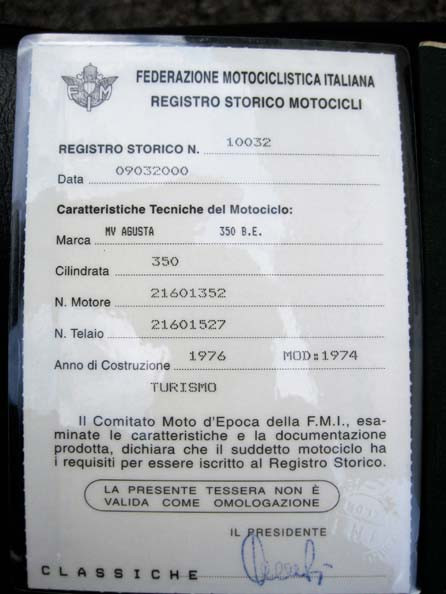 FEDERAZIONE MOTOCICLISTICA ITALIANA
REGISTRO STORICO MOTOCICLI
F M I
REGISTRO STORICO N. 10032
Data 09032000
Caratteristiche Tecniche del Motociclo:
Marca MV AGUSTA 350 B.E.
Cilindrata 350
N. Motore 21601352
N. Telaio 21601527
Anno di Costruzione 1976 MOD:1974
TURISMO
Il Comitato Moto d'Epoca della F.M.I., esa-
minate le caratteristiche e la documentazione
prodotta, dichiara che il suddetto motociclo ha
i requisiti per essere iscritto al Registro Storico.
LA PRESENTE TESSERA NON È
VALIDA COME OMOLOGAZIONE
IL PRESIDENTE
CLASSICHE